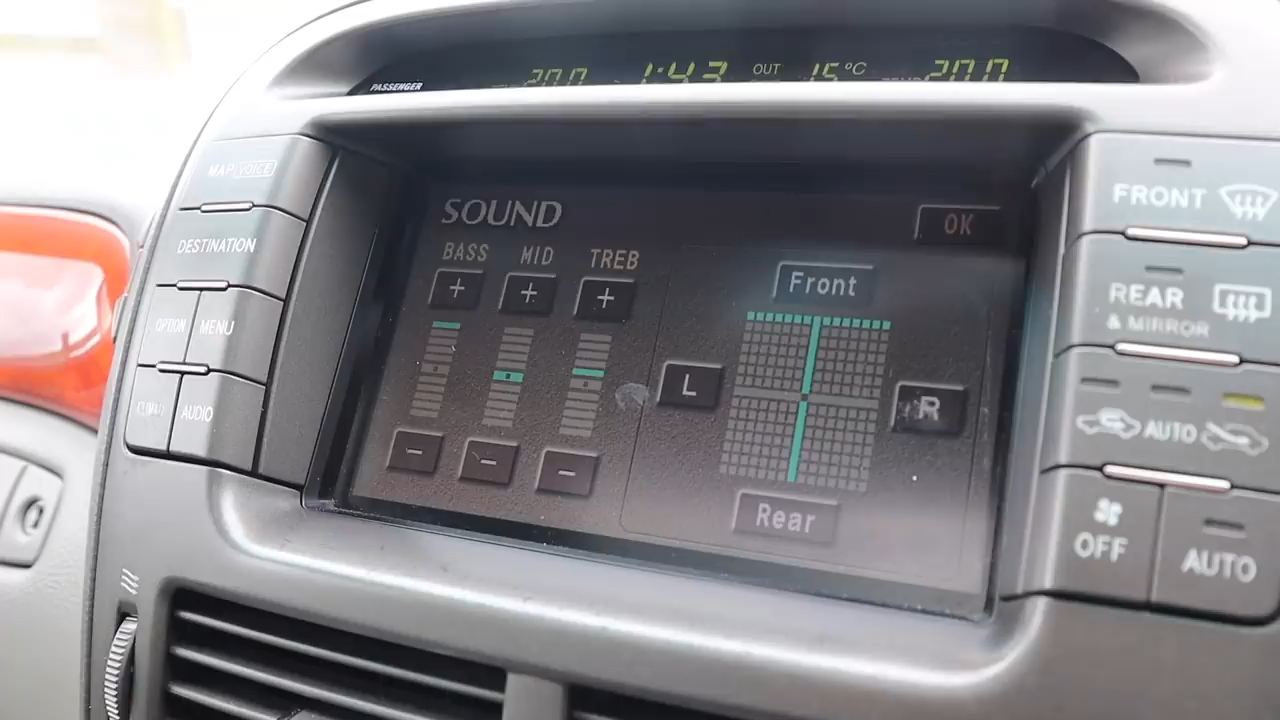 PASSENGER 20.0 1:43 OUT 15°C 20.0
MAP VOICE
DESTINATION
OPTION MENU
AUDIO
SOUND
OK
BASS MID TREB
+ + +
- - -
Front
L
R
Rear
FRONT
REAR
& MIRROR
AUTO
OFF
AUTO